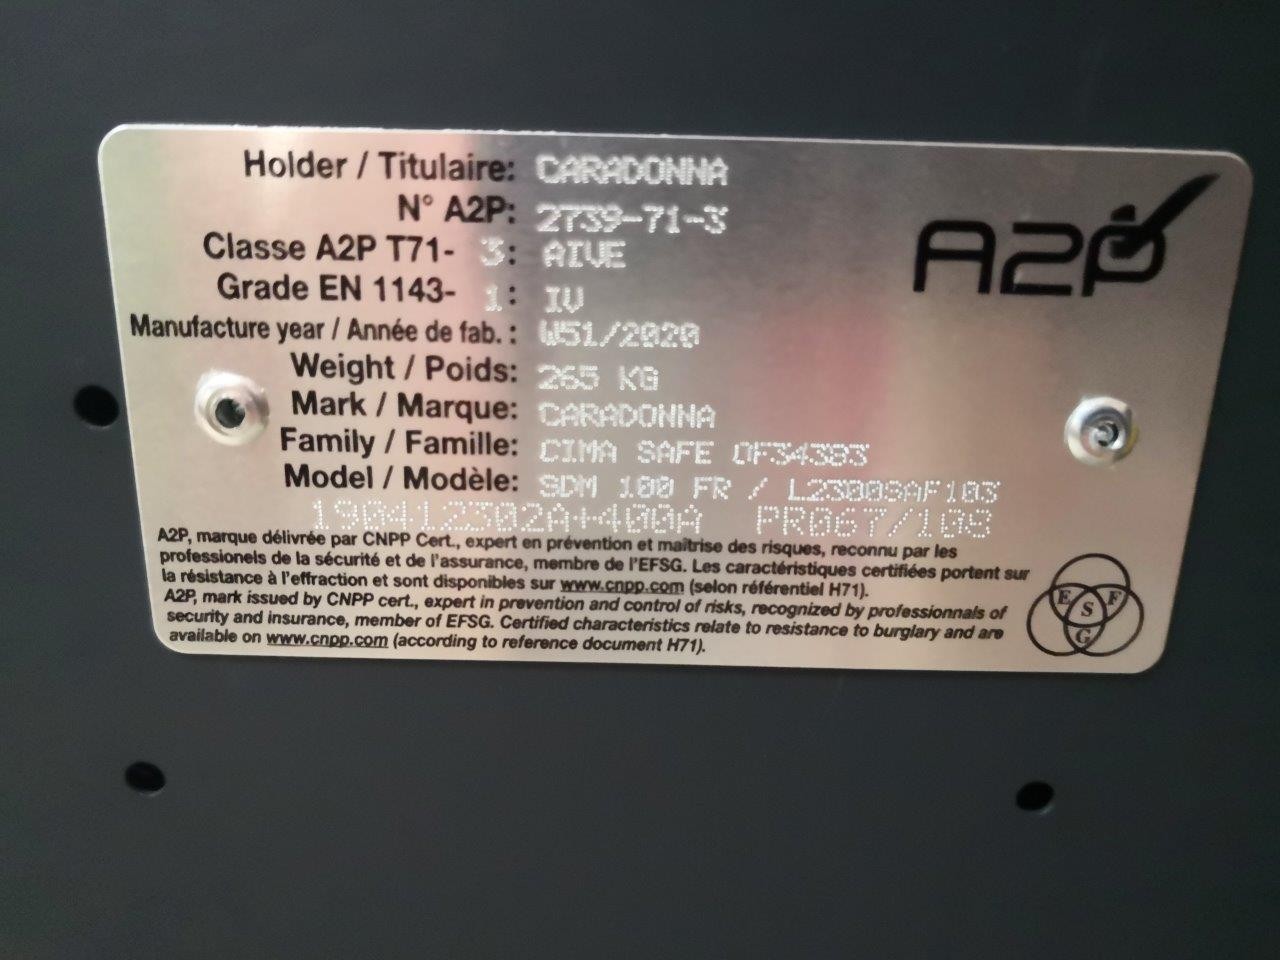 Holder / Titulaire: CARADONNA
N° A2P: 2739-71-3
Classe A2P T71- 3: AIVE
Grade EN 1143- 1: IV
Manufacture year / Année de fab. : W51/2020
Weight / Poids: 265 KG
Mark / Marque: CARADONNA
Family / Famille: CIMA SAFE OF34383
Model / Modèle: SDM 100 FR / L23009AF103
190412302A+400A PR067/109
A2P
A2P, marque délivrée par CNPP Cert., expert en prévention et maîtrise des risques, reconnu par les
professionels de la sécurité et de l'assurance, membre de l'EFSG. Les caractéristiques certifiées portent sur
la résistance à l'effraction et sont disponibles sur www.cnpp.com (selon référentiel H71).
A2P, mark issued by CNPP cert., expert in prevention and control of risks, recognized by professionnals of
security and insurance, member of EFSG. Certified characteristics relate to resistance to burglary and are
available on www.cnpp.com (according to reference document H71).
E F
S
G